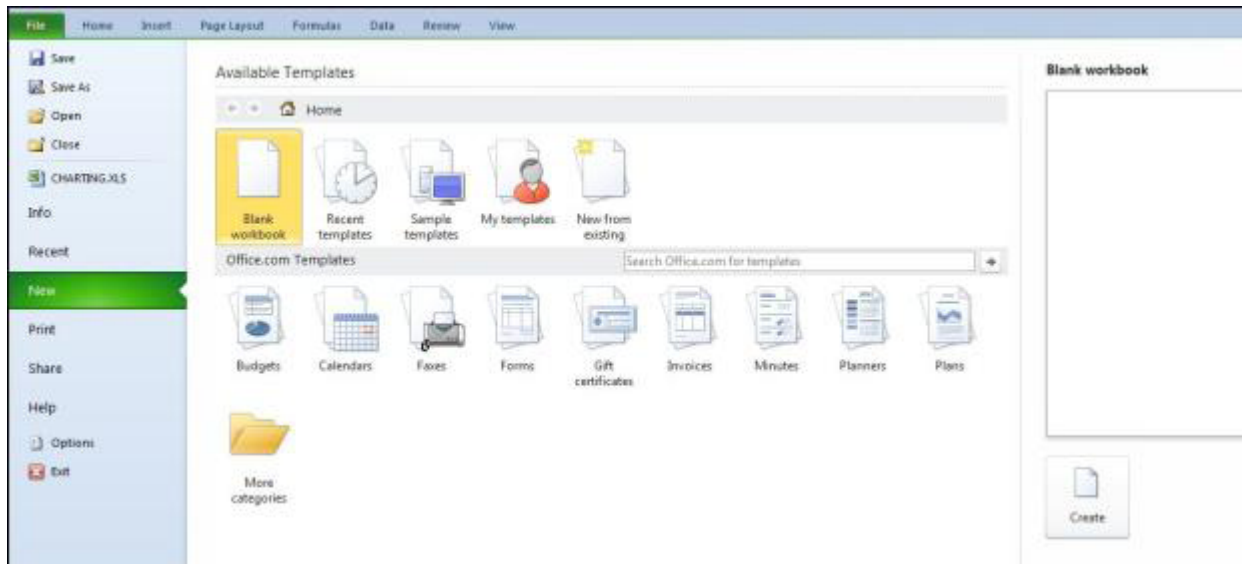 File Home Insert Page Layout Formulas Data Review View
Save
Save As
Open
Close
CHARTING.XLS
Info
Recent
New
Print
Share
Help
Options
Exit
Available Templates
Home
Blank workbook
Recent templates
Sample templates
My templates
New from existing
Office.com Templates
Search Office.com for templates
Budgets
Calendars
Faxes
Forms
Gift certificates
Invoices
Minutes
Planners
Plans
More categories
Blank workbook
Create